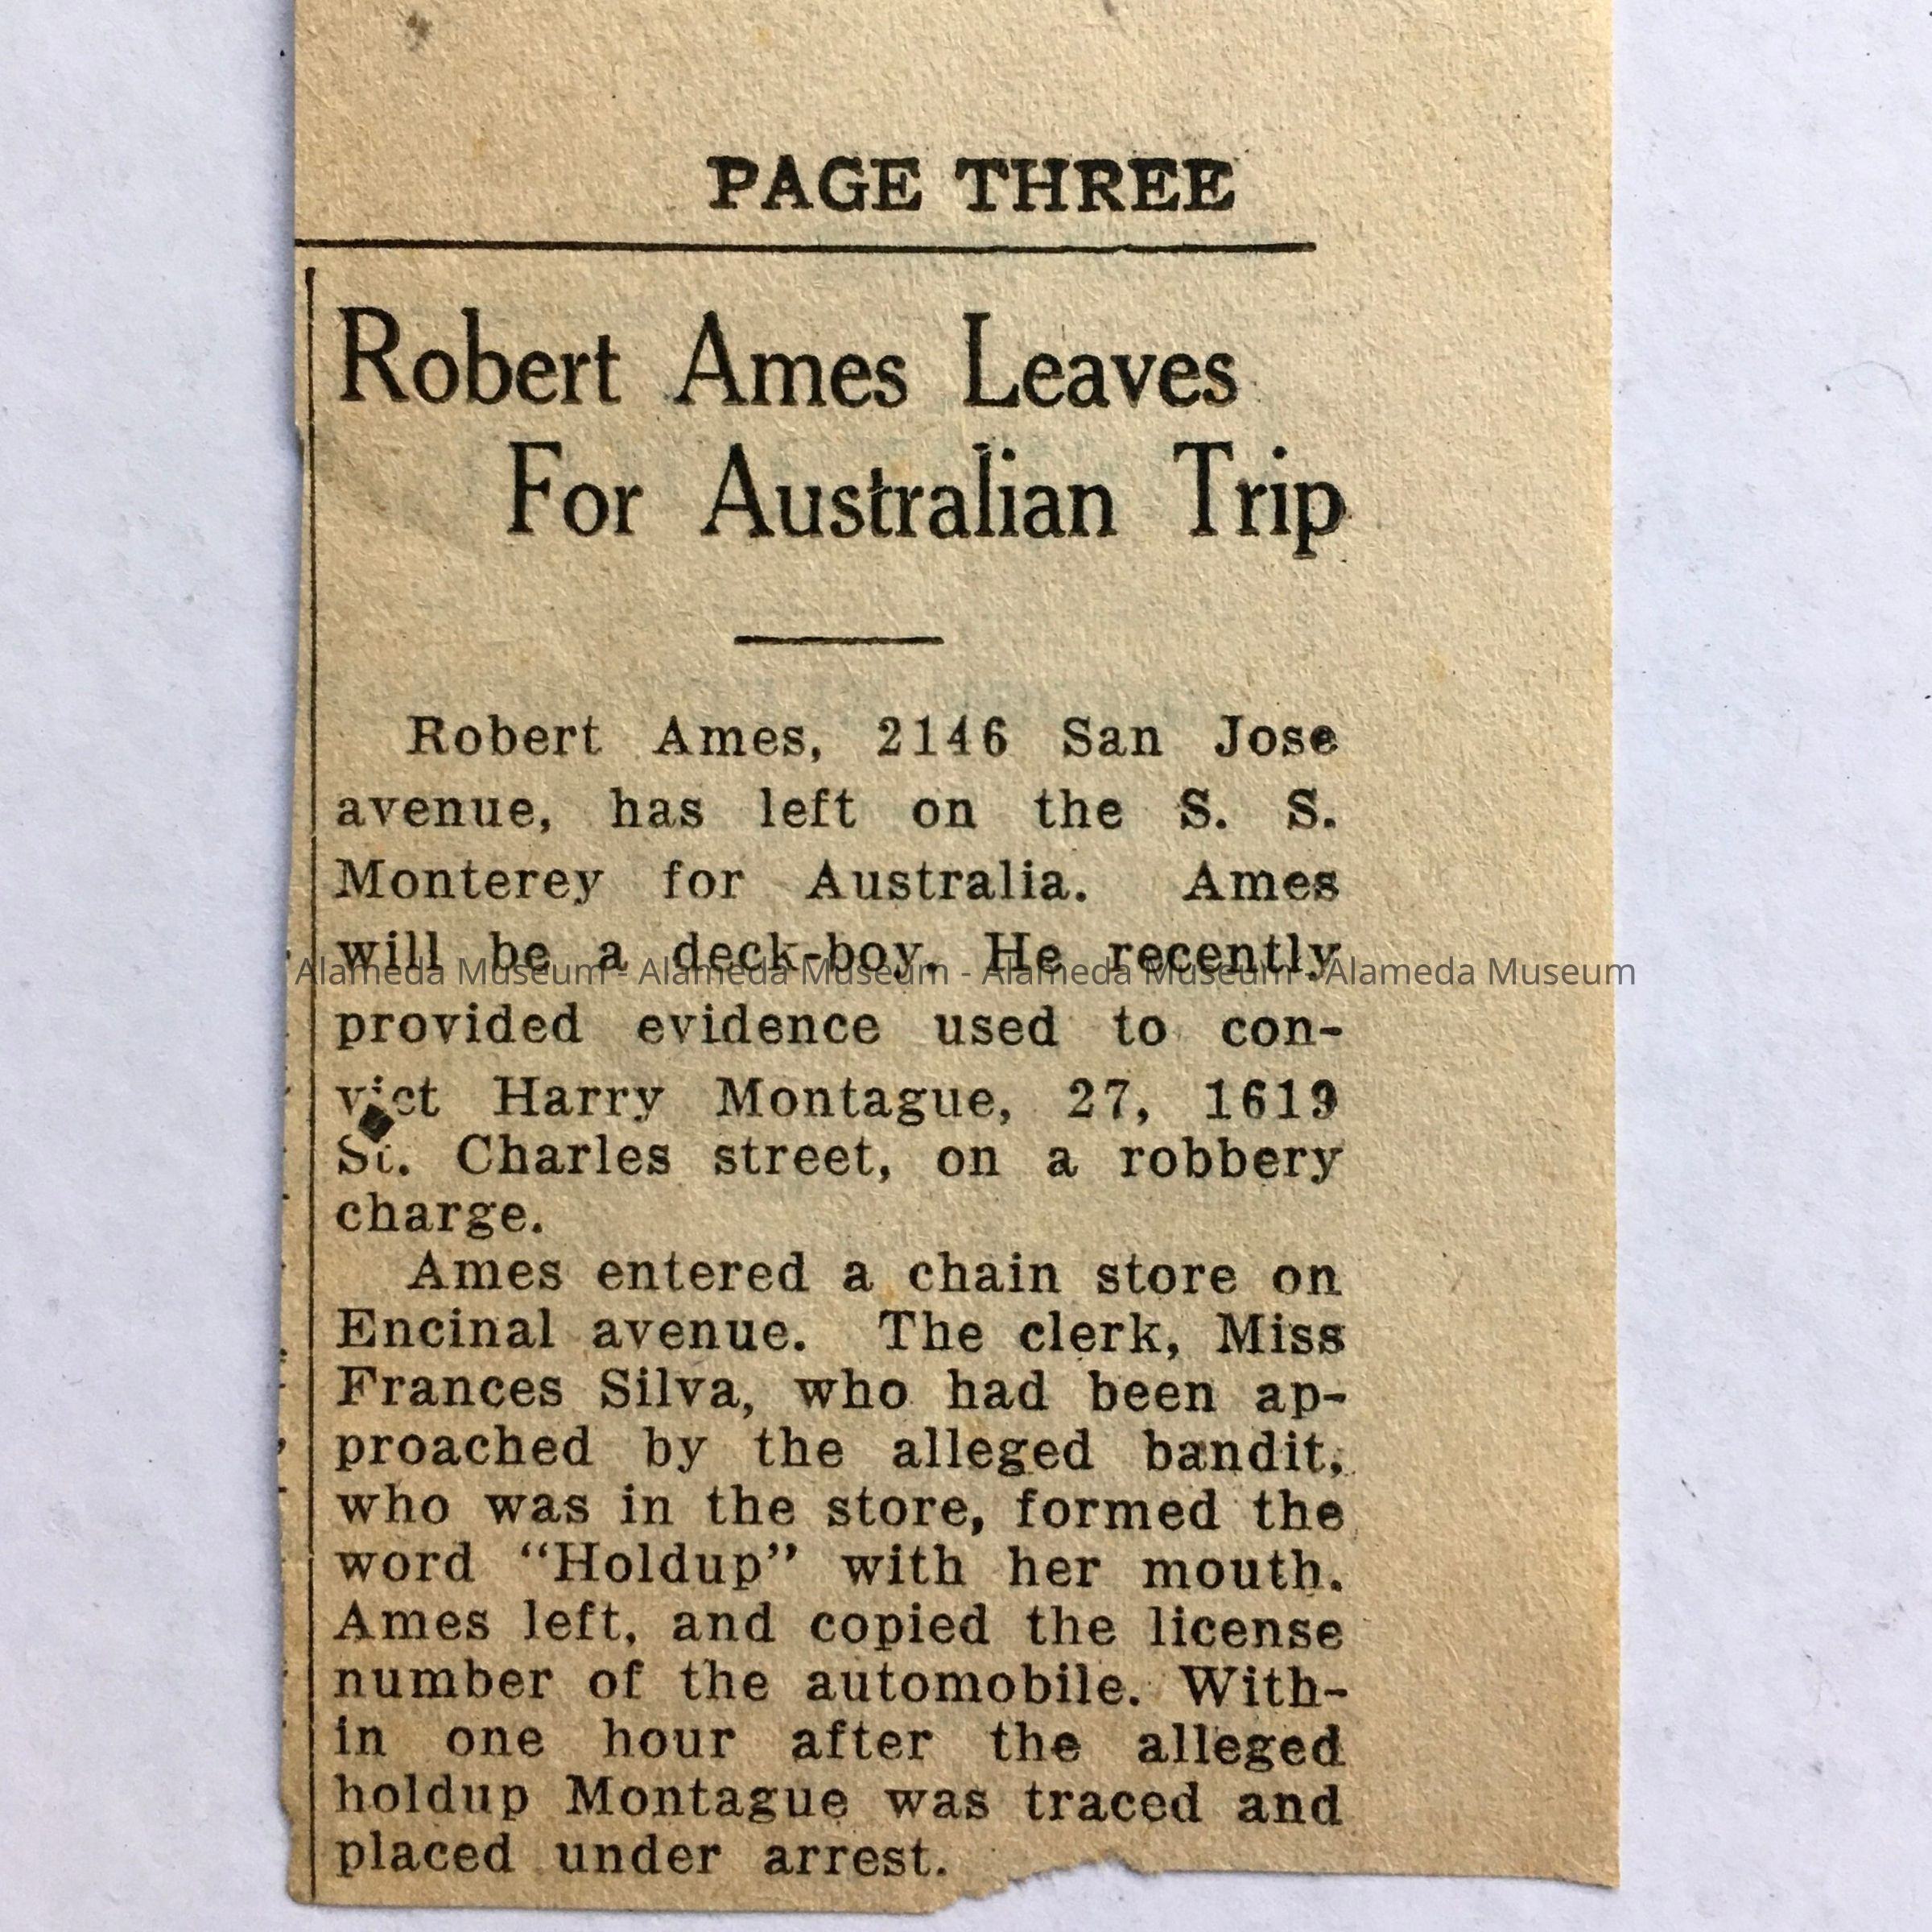 PAGE THREE
Robert Ames Leaves
For Australian Trip
Robert Ames, 2146 San Jose
avenue, has left on the S. S.
Monterey for Australia. Ames
will be a deck-boy. He recently
Alameda Museum - Alameda Museum - Alameda Museum - Alameda Museum
provided evidence used to con-
vict Harry Montague, 27, 1619
St. Charles street, on a robbery
charge.
Ames entered a chain store on
Encinal avenue. The clerk, Miss
Frances Silva, who had been ap-
proached by the alleged bandit,
who was in the store, formed the
word “Holdup” with her mouth.
Ames left, and copied the license
number of the automobile. With-
in one hour after the alleged
holdup Montague was traced and
placed under arrest.